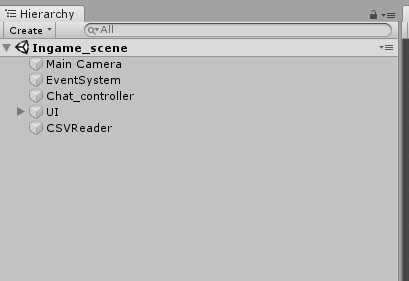 Hierarchy
Create
All
Ingame_scene
Main Camera
EventSystem
Chat_controller
UI
CSVReader